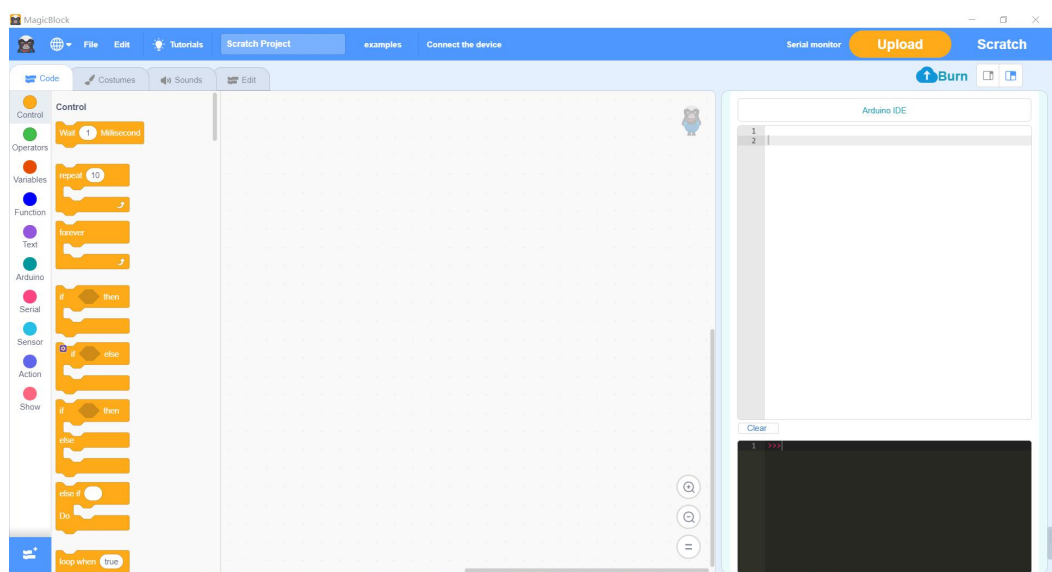 MagicBlock
File Edit Tutorials Scratch Project examples Connect the device Serial monitor Upload Scratch
Code Costumes Sounds Edit Burn
Control
Operators
Variables
Function
Text
Arduino
Serial
Sensor
Action
Show
Control
Wait 1 Millisecond
repeat 10
forever
if then
if else
if then
else
else if
Do
loop when true
Arduino IDE
1
2
Clear
1 >>>